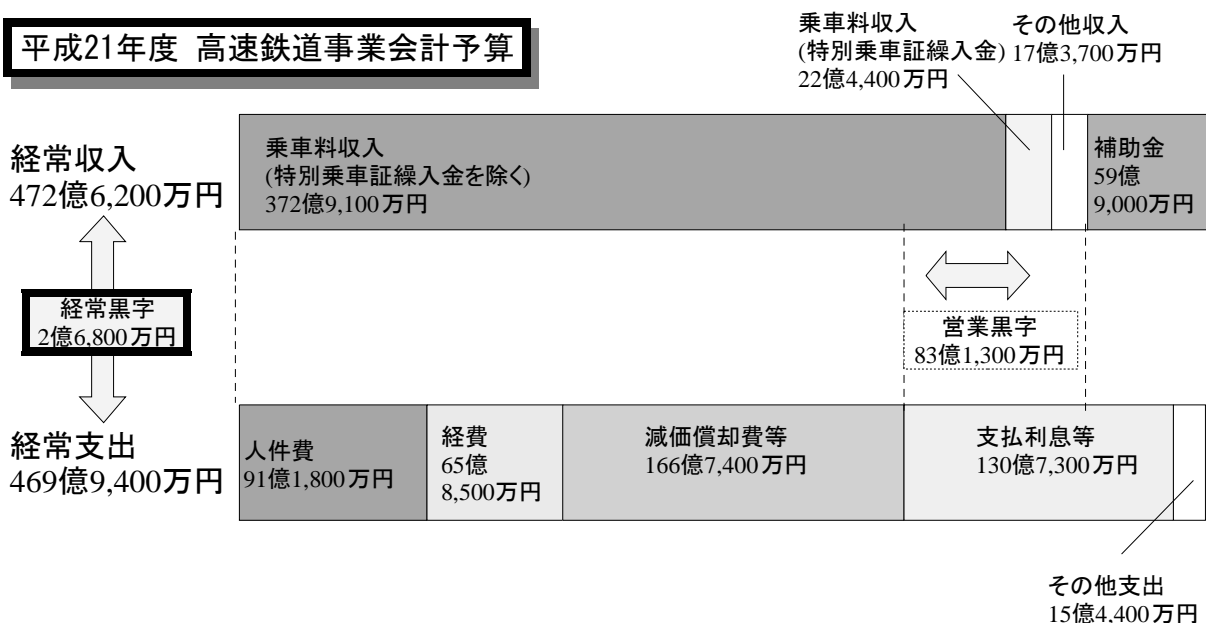 平成21年度 高速鉄道事業会計予算
乗車料収入
(特別乗車証繰入金)
22億4,400万円
その他収入
17億3,700万円
経常収入
472億6,200万円
乗車料収入
(特別乗車証繰入金を除く)
372億9,100万円
補助金
59億
9,000万円
経常黒字
2億6,800万円
営業黒字
83億1,300万円
経常支出
469億9,400万円
人件費
91億1,800万円
経費
65億
8,500万円
減価償却費等
166億7,400万円
支払利息等
130億7,300万円
その他支出
15億4,400万円